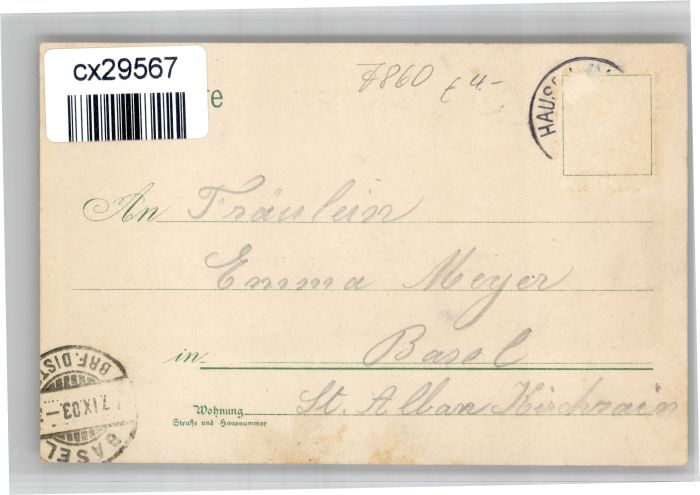 cx29567
7860 £ 4.-
HAUS
An Fräulein
Emma Meyer
in Basel
Wohnung St. Alban Kirchrain
Straße und Hausnummer
BRF. DIST
7.IX.03.–
BASEL